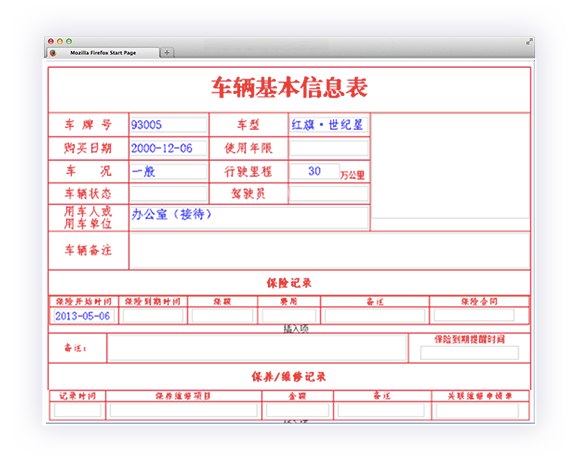 Mozilla Firefox Start Page
车辆基本信息表
车 牌 号 93005 车型 红旗·世纪星
购买日期 2000-12-06 使用年限
车 况 一般 行驶里程 30 万公里
车辆状态 驾驶员
用车人或
用车单位 办公室（接待）
车辆备注
保险记录
保险开始时间 保险到期时间 保额 费用 备注 保险合同
2013-05-06
插入项
备注： 保险到期提醒时间
保养/维修记录
记录时间 保养维修项目 金额 备注 关联维修申请单
插入项